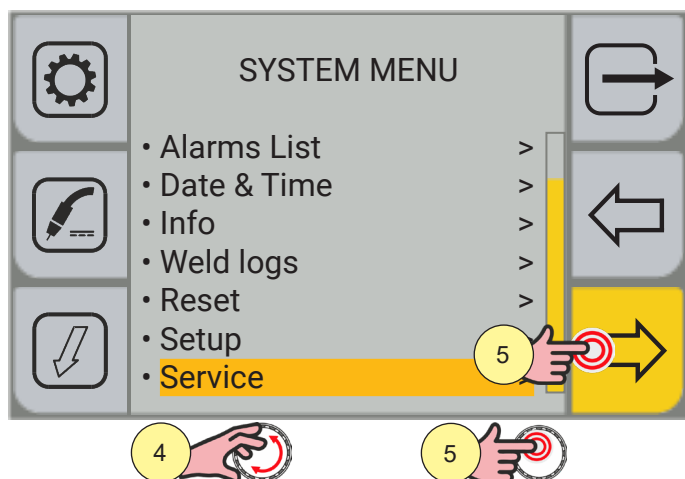 SYSTEM MENU
• Alarms List >
• Date & Time >
• Info >
• Weld logs >
• Reset >
• Setup
5
• Service
4
5